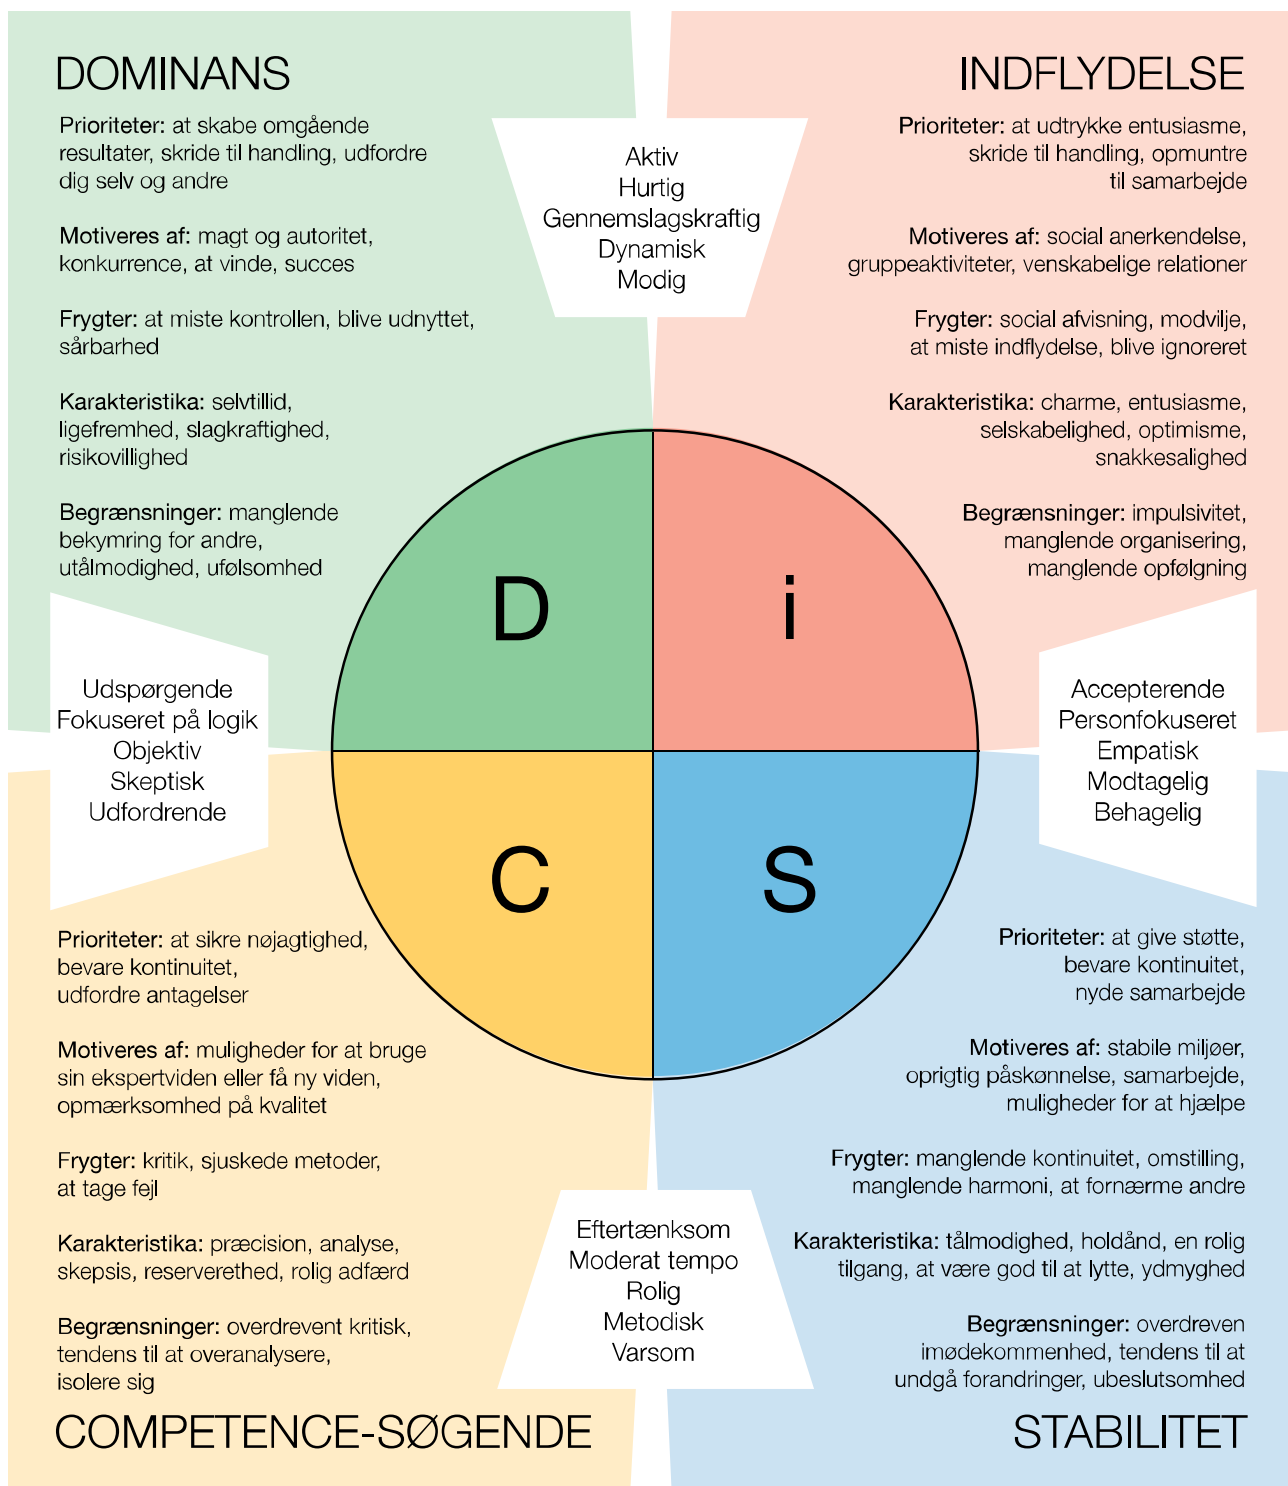 DOMINANS
Prioriteter: at skabe omgående
resultater, skride til handling, udfordre
dig selv og andre
Motiveres af: magt og autoritet,
konkurrence, at vinde, succes
Frygter: at miste kontrollen, blive udnyttet,
sårbarhed
Karakteristika: selvtillid,
ligefremhed, slagkraftighed,
risikovillighed
Begrænsninger: manglende
bekymring for andre,
utålmodighed, ufølsomhed
Aktiv
Hurtig
Gennemslagskraftig
Dynamisk
Modig
INDFLYDELSE
Prioriteter: at udtrykke entusiasme,
skride til handling, opmuntre
til samarbejde
Motiveres af: social anerkendelse,
gruppeaktiviteter, venskabelige relationer
Frygter: social afvisning, modvilje,
at miste indflydelse, blive ignoreret
Karakteristika: charme, entusiasme,
selskabelighed, optimisme,
snakkesalighed
Begrænsninger: impulsivitet,
manglende organisering,
manglende opfølgning
D
i
Udspørgende
Fokuseret på logik
Objektiv
Skeptisk
Udfordrende
Accepterende
Personfokuseret
Empatisk
Modtagelig
Behagelig
C
S
Prioriteter: at sikre nøjagtighed,
bevare kontinuitet,
udfordre antagelser
Motiveres af: muligheder for at bruge
sin ekspertviden eller få ny viden,
opmærksomhed på kvalitet
Frygter: kritik, sjuskede metoder,
at tage fejl
Karakteristika: præcision, analyse,
skepsis, reserverethed, rolig adfærd
Begrænsninger: overdrevent kritisk,
tendens til at overanalysere,
isolere sig
COMPETENCE-SØGENDE
Eftertænksom
Moderat tempo
Rolig
Metodisk
Varsom
Prioriteter: at give støtte,
bevare kontinuitet,
nyde samarbejde
Motiveres af: stabile miljøer,
oprigtig påskønnelse, samarbejde,
muligheder for at hjælpe
Frygter: manglende kontinuitet, omstilling,
manglende harmoni, at fornærme andre
Karakteristika: tålmodighed, holdånd, en rolig
tilgang, at være god til at lytte, ydmyghed
Begrænsninger: overdreven
imødekommenhed, tendens til at
undgå forandringer, ubeslutsomhed
STABILITET